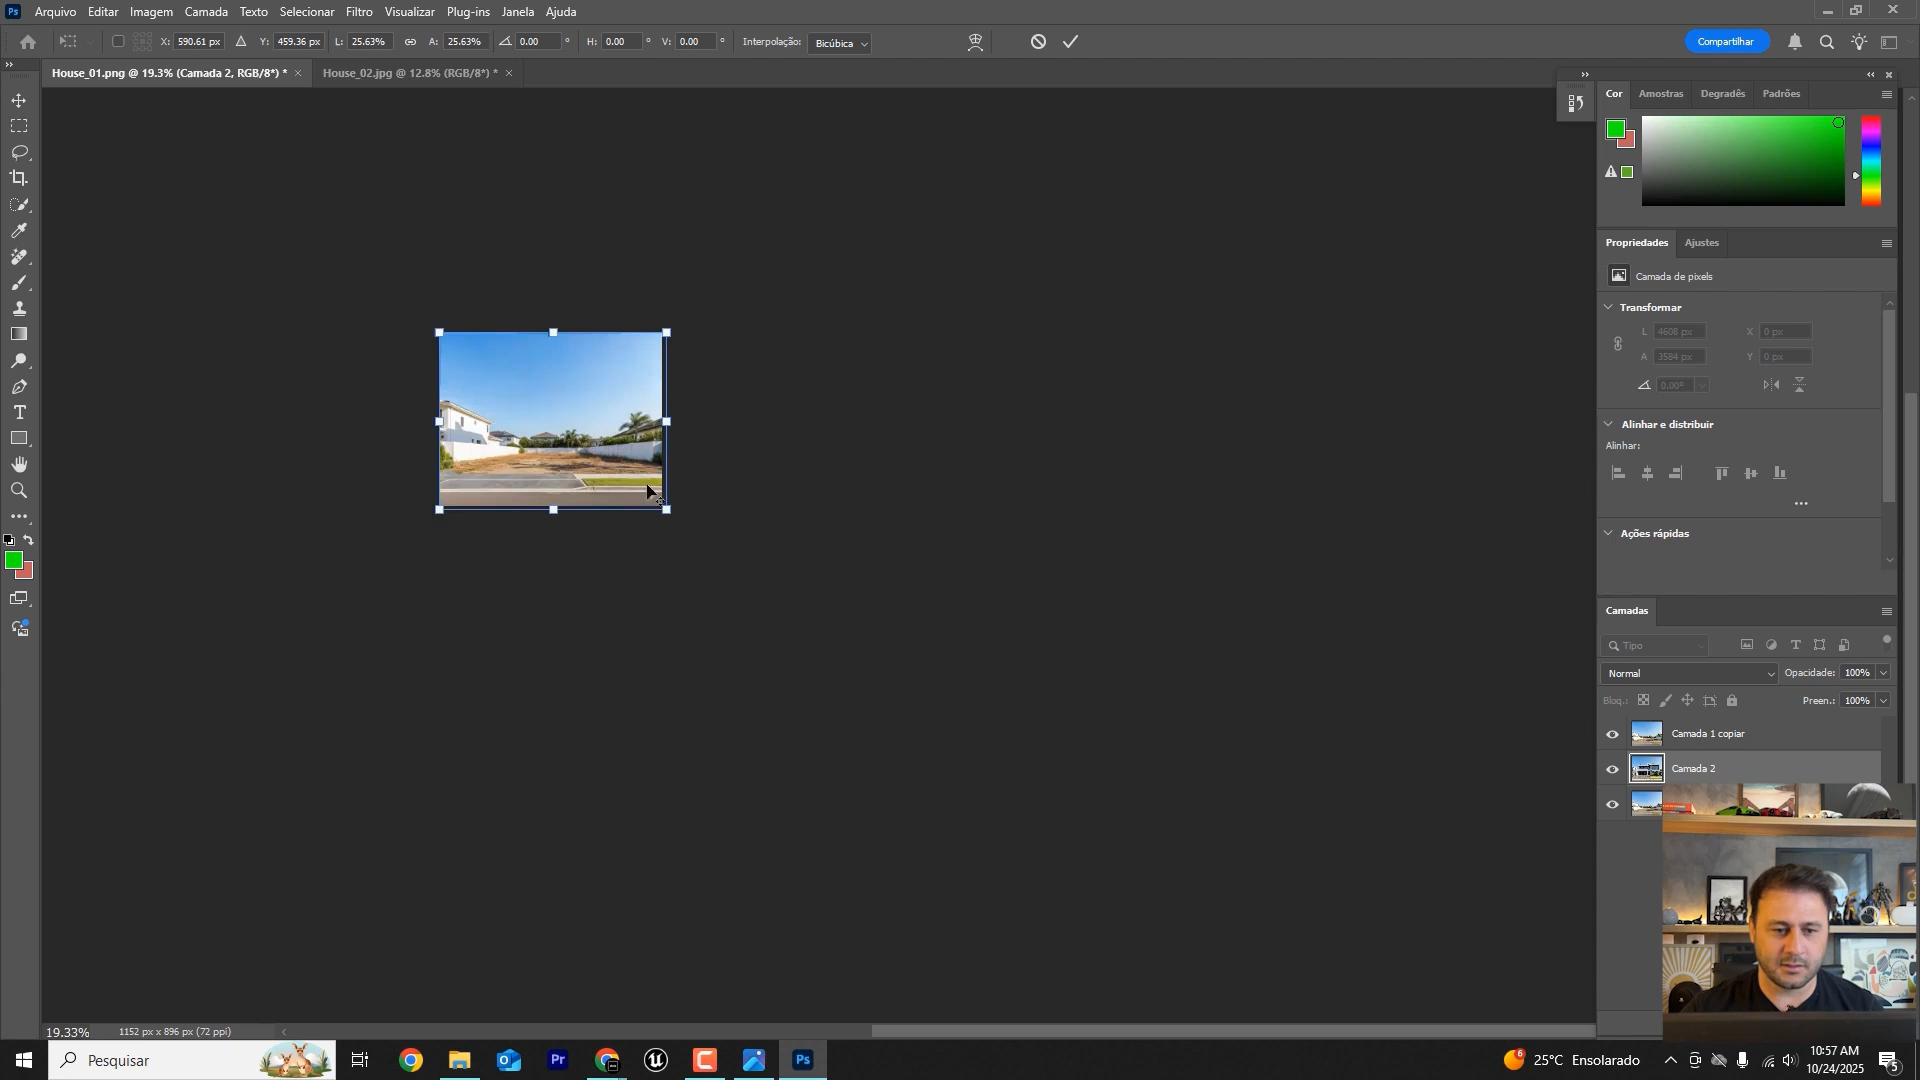 Ps Arquivo Editar Imagem Camada Texto Selecionar Filtro Visualizar Plug-ins Janela Ajuda
X: 590.61 px Y: 459.36 px L: 25.63% A: 25.63% 0.00 ° H: 0.00 ° V: 0.00 ° Interpolação: Bicúbica Compartilhar
House_01.png @ 19.3% (Camada 2, RGB/8*) * House_02.jpg @ 12.8% (RGB/8*) *
Cor Amostras Degradês Padrões
Propriedades Ajustes
Camada de pixels
Transformar
L 4608 px X 0 px
A 3584 px Y 0 px
0.00°
Alinhar e distribuir
Alinhar:
Ações rápidas
Camadas
Tipo
Normal Opacidade: 100%
Bloq.: Preen.: 100%
Camada 1 copiar
Camada 2
19.33% 1152 px x 896 px (72 ppi)
Pesquisar Pr Ps 6 25°C Ensolarado 10:57 AM
10/24/2025 5